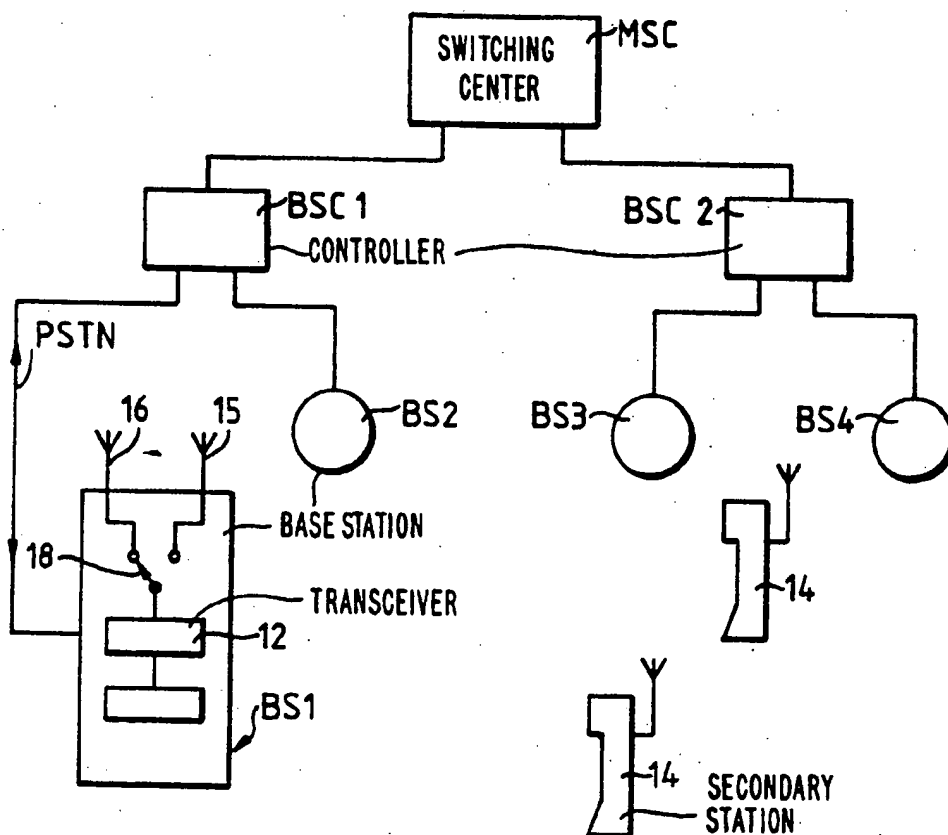 MSC
SWITCHING
CENTER
BSC 1
BSC 2
CONTROLLER
PSTN
16
15
BS2
BS3
BS4
BASE STATION
18
14
TRANSCEIVER
12
BS1
14
SECONDARY
STATION